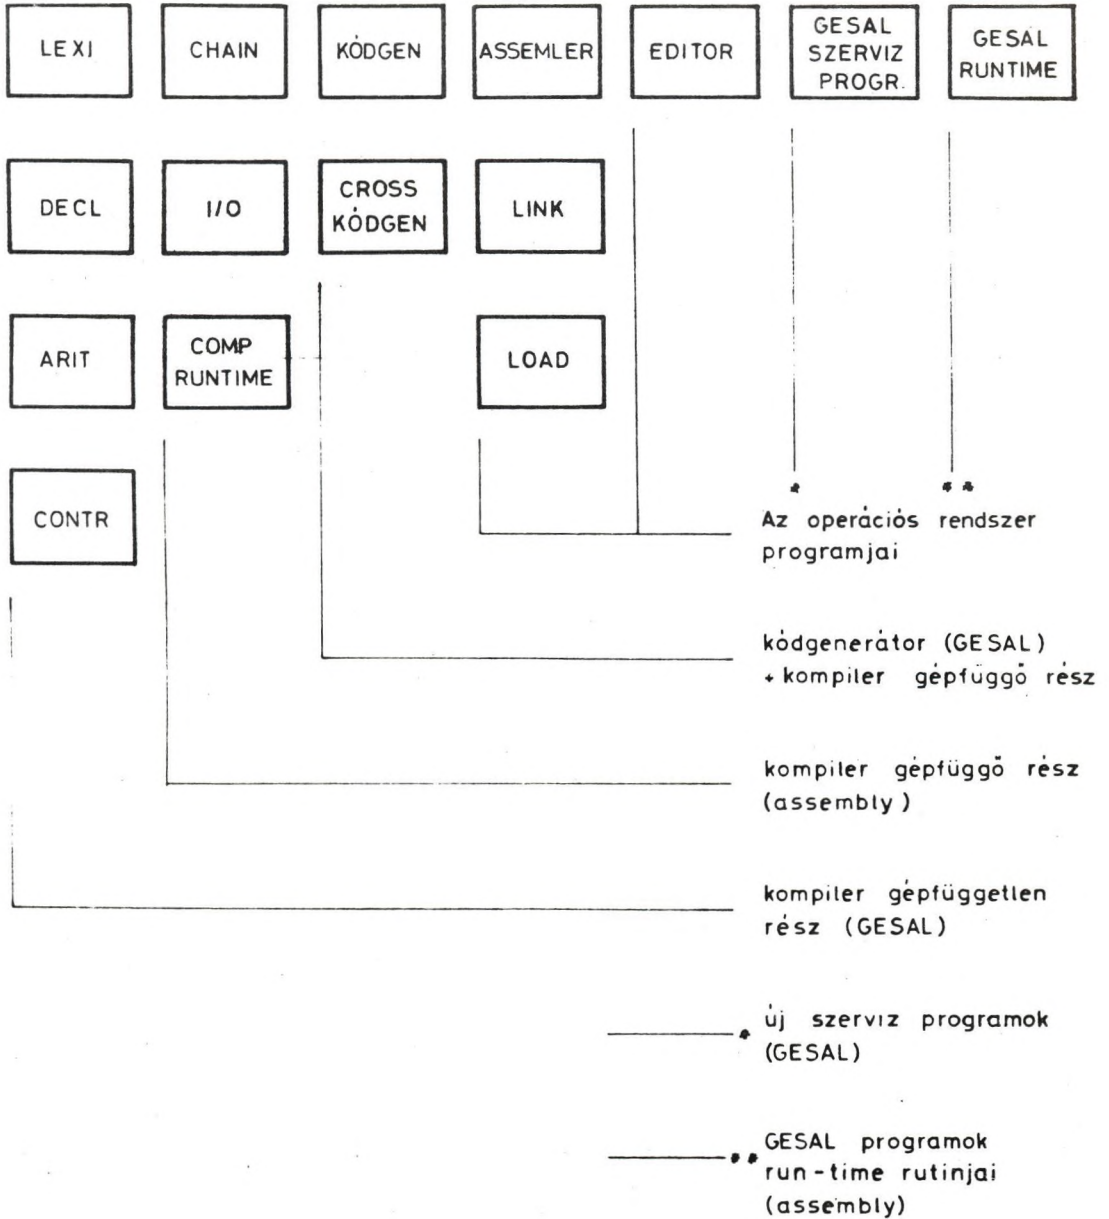 LEXI
CHAIN
KÓDGEN
ASSEMLER
EDITOR
GESAL
SZERVIZ
PROGR.
GESAL
RUNTIME
DECL
I/O
CROSS
KÓDGEN
LINK
ARIT
COMP
RUNTIME
LOAD
CONTR
*
**
Az operációs rendszer
programjai
kódgenerátor (GESAL)
+ kompiler gépfüggő rész
kompiler gépfüggő rész
(assembly)
kompiler gépfüggetlen
rész (GESAL)
* új szerviz programok
(GESAL)
** GESAL programok
run-time rutinjai
(assembly)